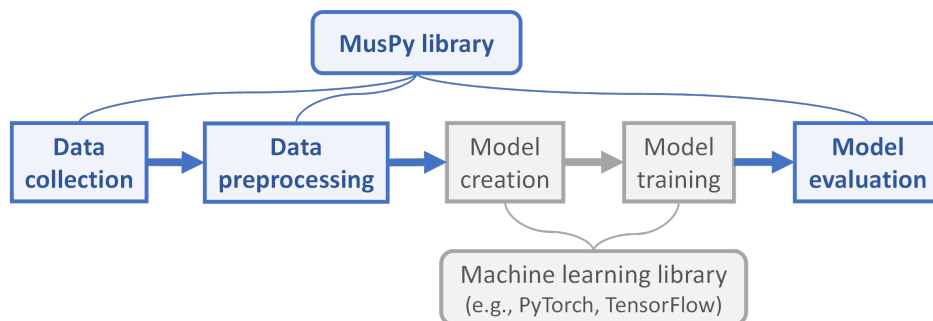 MusPy library
Data
collection
Data
preprocessing
Model
creation
Model
training
Model
evaluation
Machine learning library
(e.g., PyTorch, TensorFlow)